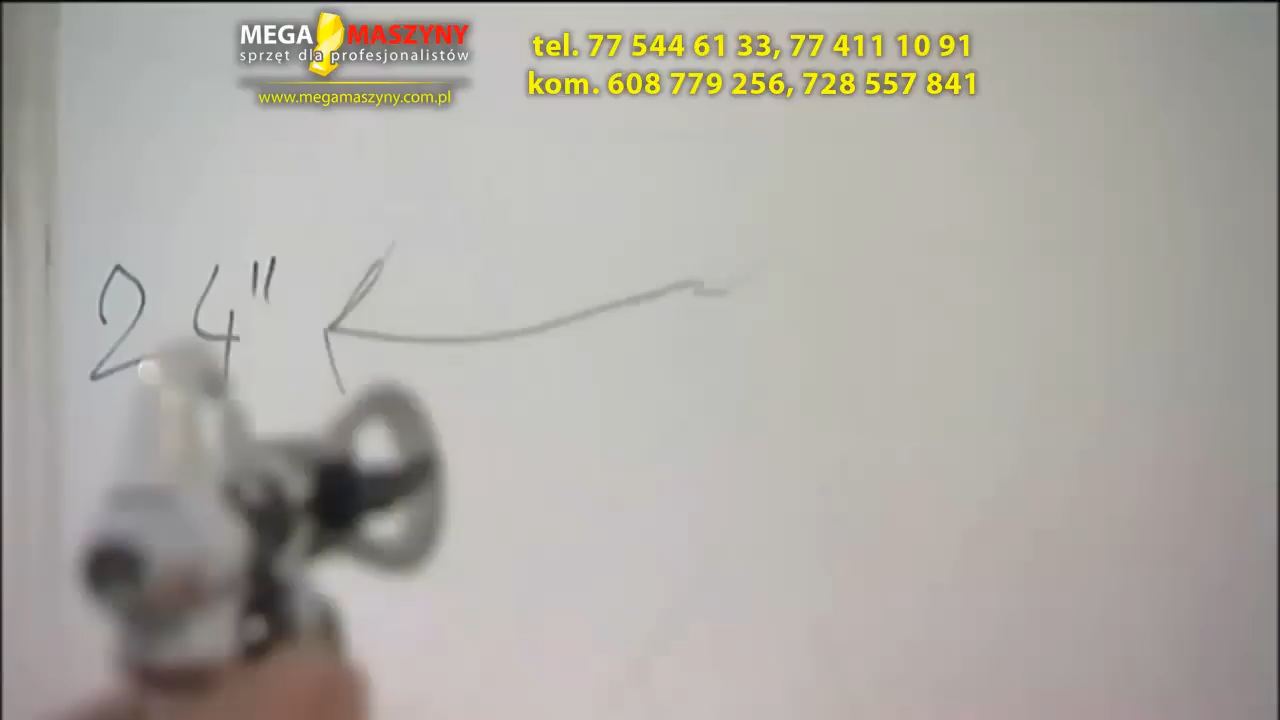 MEGA MASZYNY
sprzęt dla profesjonalistów
www.megamaszyny.com.pl
tel. 77 544 61 33, 77 411 10 91
kom. 608 779 256, 728 557 841
24"